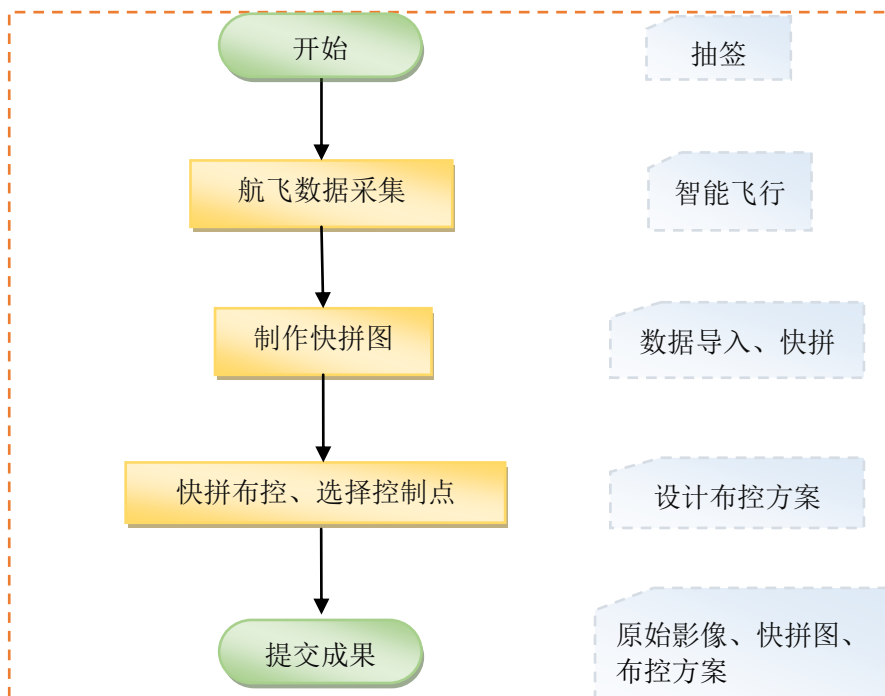 开始
抽签
航飞数据采集
智能飞行
制作快拼图
数据导入、快拼
快拼布控、选择控制点
设计布控方案
提交成果
原始影像、快拼图、
布控方案